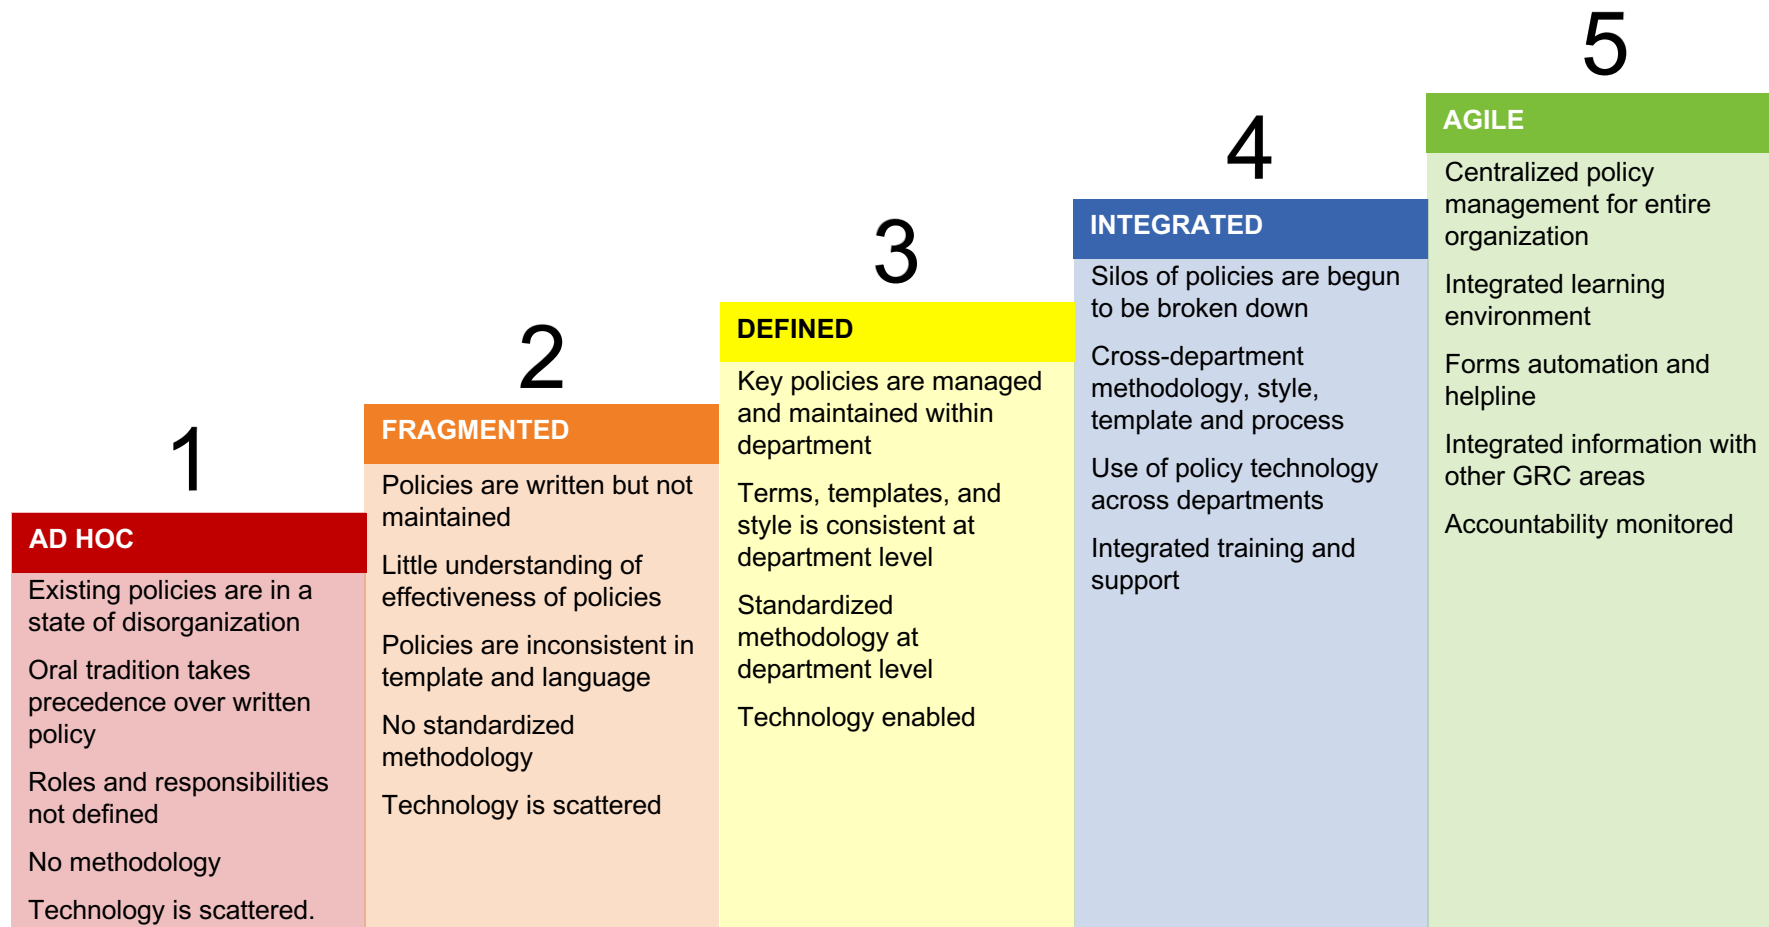 1
AD HOC
Existing policies are in a
state of disorganization
Oral tradition takes
precedence over written
policy
Roles and responsibilities
not defined
No methodology
Technology is scattered.
2
FRAGMENTED
Policies are written but not
maintained
Little understanding of
effectiveness of policies
Policies are inconsistent in
template and language
No standardized
methodology
Technology is scattered
3
DEFINED
Key policies are managed
and maintained within
department
Terms, templates, and
style is consistent at
department level
Standardized
methodology at
department level
Technology enabled
4
INTEGRATED
Silos of policies are begun
to be broken down
Cross-department
methodology, style,
template and process
Use of policy technology
across departments
Integrated training and
support
5
AGILE
Centralized policy
management for entire
organization
Integrated learning
environment
Forms automation and
helpline
Integrated information with
other GRC areas
Accountability monitored